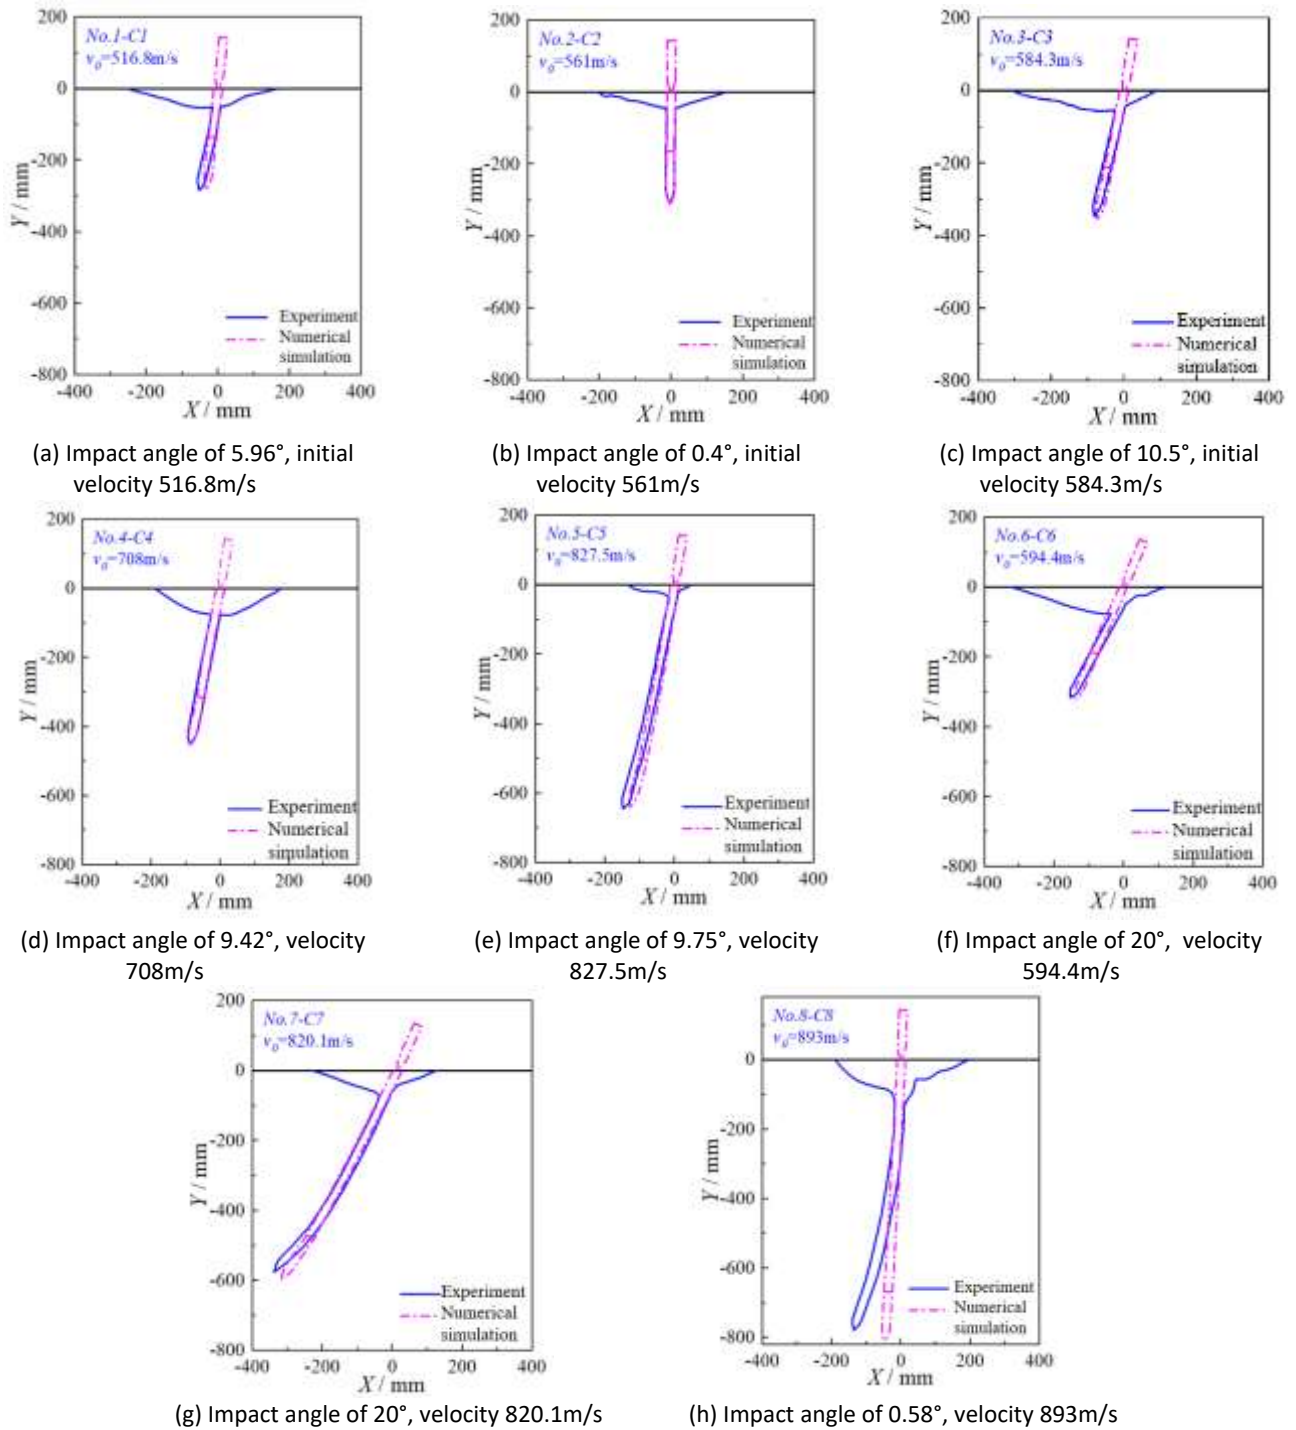 200
0
-200
-400
-600
-800
Y / mm
No.1-C1
v0=516.8m/s
Experiment
Numerical
simulation
-400 -200 0 200 400
X / mm
(a) Impact angle of 5.96°, initial
velocity 516.8m/s
200
0
-200
-400
-600
-800
Y / mm
No.2-C2
v0=561m/s
Experiment
Numerical
simulation
-400 -200 0 200 400
X / mm
(b) Impact angle of 0.4°, initial
velocity 561m/s
200
0
-200
-400
-600
-800
Y / mm
No.3-C3
v0=584.3m/s
Experiment
Numerical
simulation
-400 -200 0 200 400
X / mm
(c) Impact angle of 10.5°, initial
velocity 584.3m/s
200
0
-200
-400
-600
-800
Y / mm
No.4-C4
v0=708m/s
Experiment
Numerical
simulation
-400 -200 0 200 400
X / mm
(d) Impact angle of 9.42°, velocity
708m/s
200
0
-200
-400
-600
-800
Y / mm
No.5-C5
v0=827.5m/s
Experiment
Numerical
simulation
-400 -200 0 200 400
X / mm
(e) Impact angle of 9.75°, velocity
827.5m/s
200
0
-200
-400
-600
-800
Y / mm
No.6-C6
v0=594.4m/s
Experiment
Numerical
simulation
-400 -200 0 200 400
X / mm
(f) Impact angle of 20°, velocity
594.4m/s
200
0
-200
-400
-600
-800
Y / mm
No.7-C7
v0=820.1m/s
Experiment
Numerical
simulation
-400 -200 0 200 400
X / mm
(g) Impact angle of 20°, velocity 820.1m/s
0
-200
-400
-600
-800
Y / mm
No.8-C8
v0=893m/s
Experiment
Numerical
simulation
-400 -200 0 200 400
X / mm
(h) Impact angle of 0.58°, velocity 893m/s